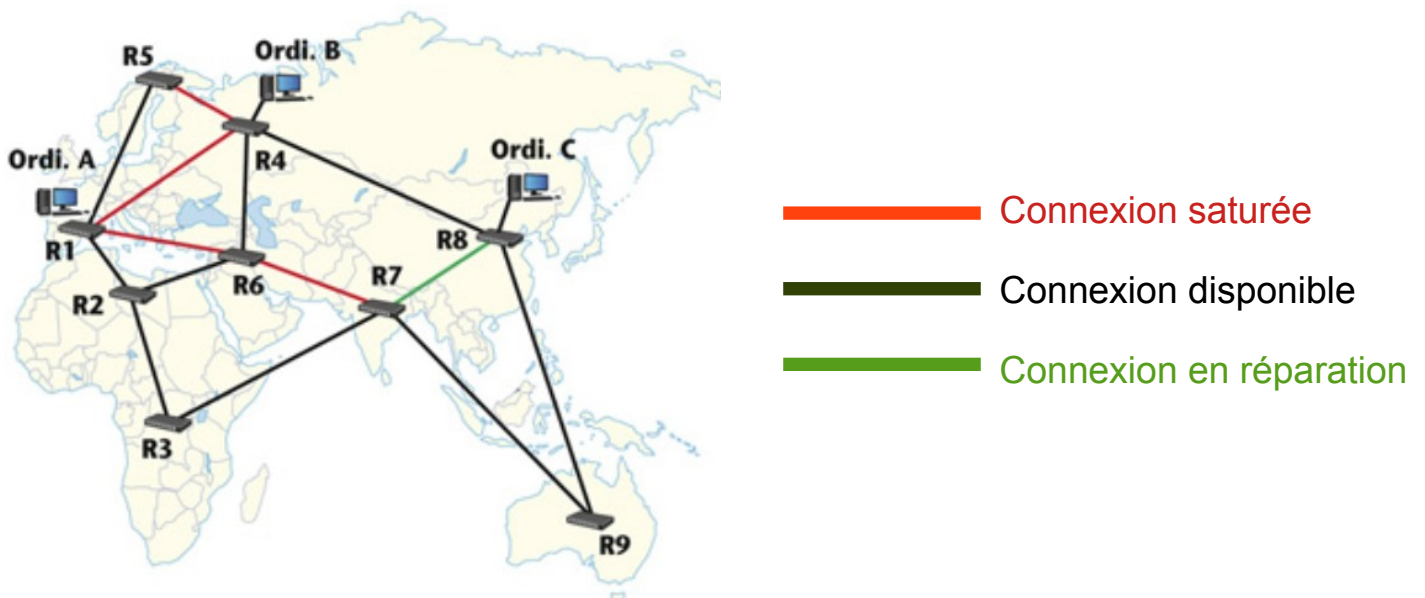 R5
Ordi. B
Ordi. A
R4
Ordi. C
R1
R8
R6
R7
R2
R3
R9
Connexion saturée
Connexion disponible
Connexion en réparation